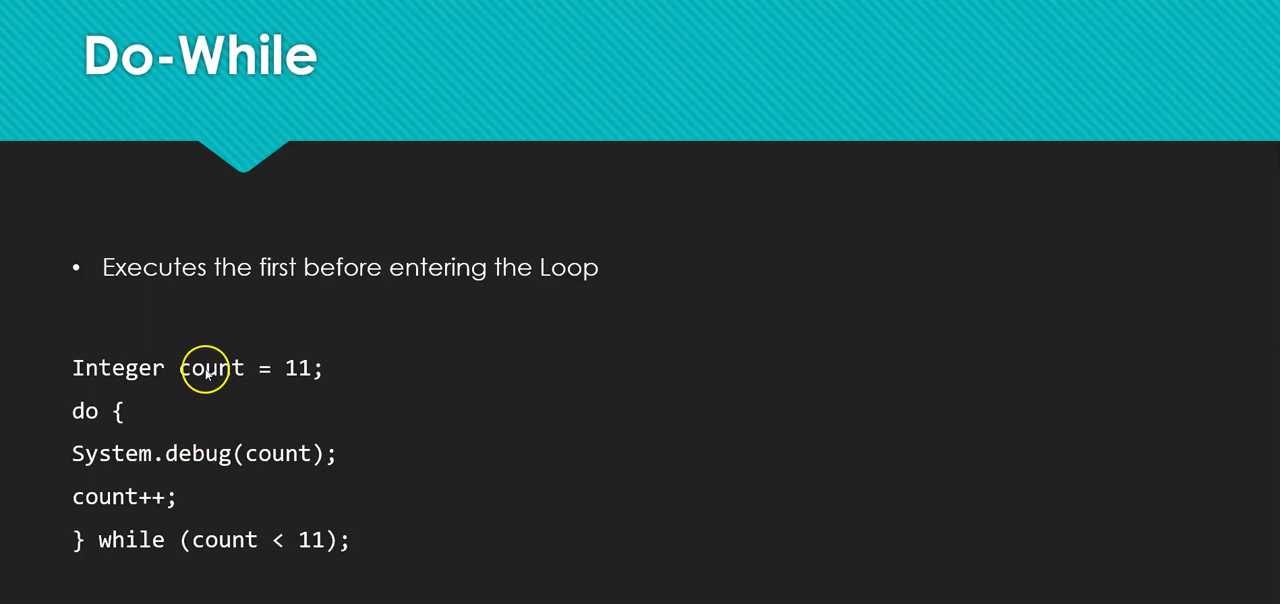 Do-While
• Executes the first before entering the Loop
Integer count = 11;
do {
System.debug(count);
count++;
} while (count < 11);